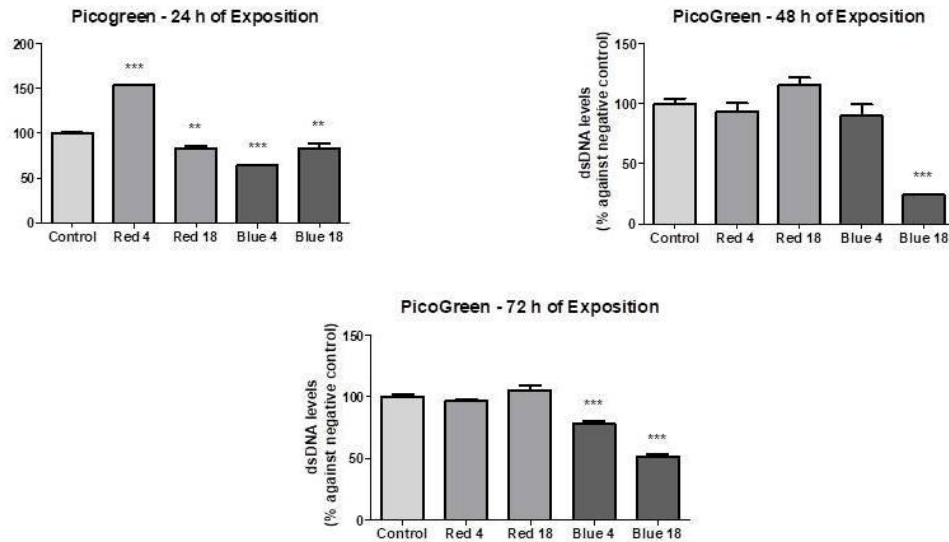 Picogreen - 24 h of Exposition
200
150
100
50
0
***
**
***
**
Control Red 4 Red 18 Blue 4 Blue 18
PicoGreen - 48 h of Exposition
dsDNA levels
(% against negative control)
150
100
50
0
***
Control Red 4 Red 18 Blue 4 Blue 18
PicoGreen - 72 h of Exposition
dsDNA levels
(% against negative control)
150
100
50
0
***
***
Control Red 4 Red 18 Blue 4 Blue 18